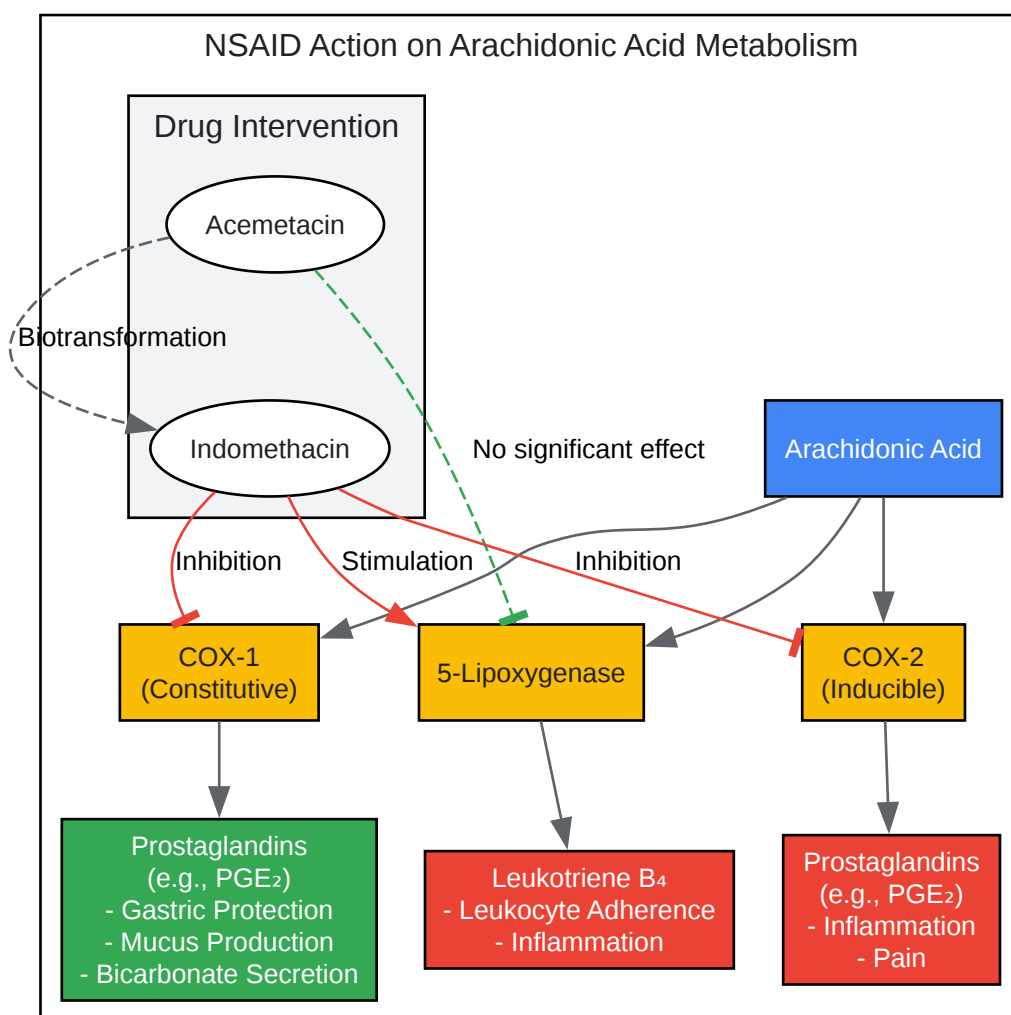 NSAID Action on Arachidonic Acid Metabolism
Drug Intervention
Acemetacin
Biotransformation
Indomethacin
No significant effect
Arachidonic Acid
Inhibition
Stimulation
Inhibition
COX-1
(Constitutive)
5-Lipoxygenase
COX-2
(Inducible)
Prostaglandins
(e.g., PGE₂)
- Gastric Protection
- Mucus Production
- Bicarbonate Secretion
Leukotriene B₄
- Leukocyte Adherence
- Inflammation
Prostaglandins
(e.g., PGE₂)
- Inflammation
- Pain